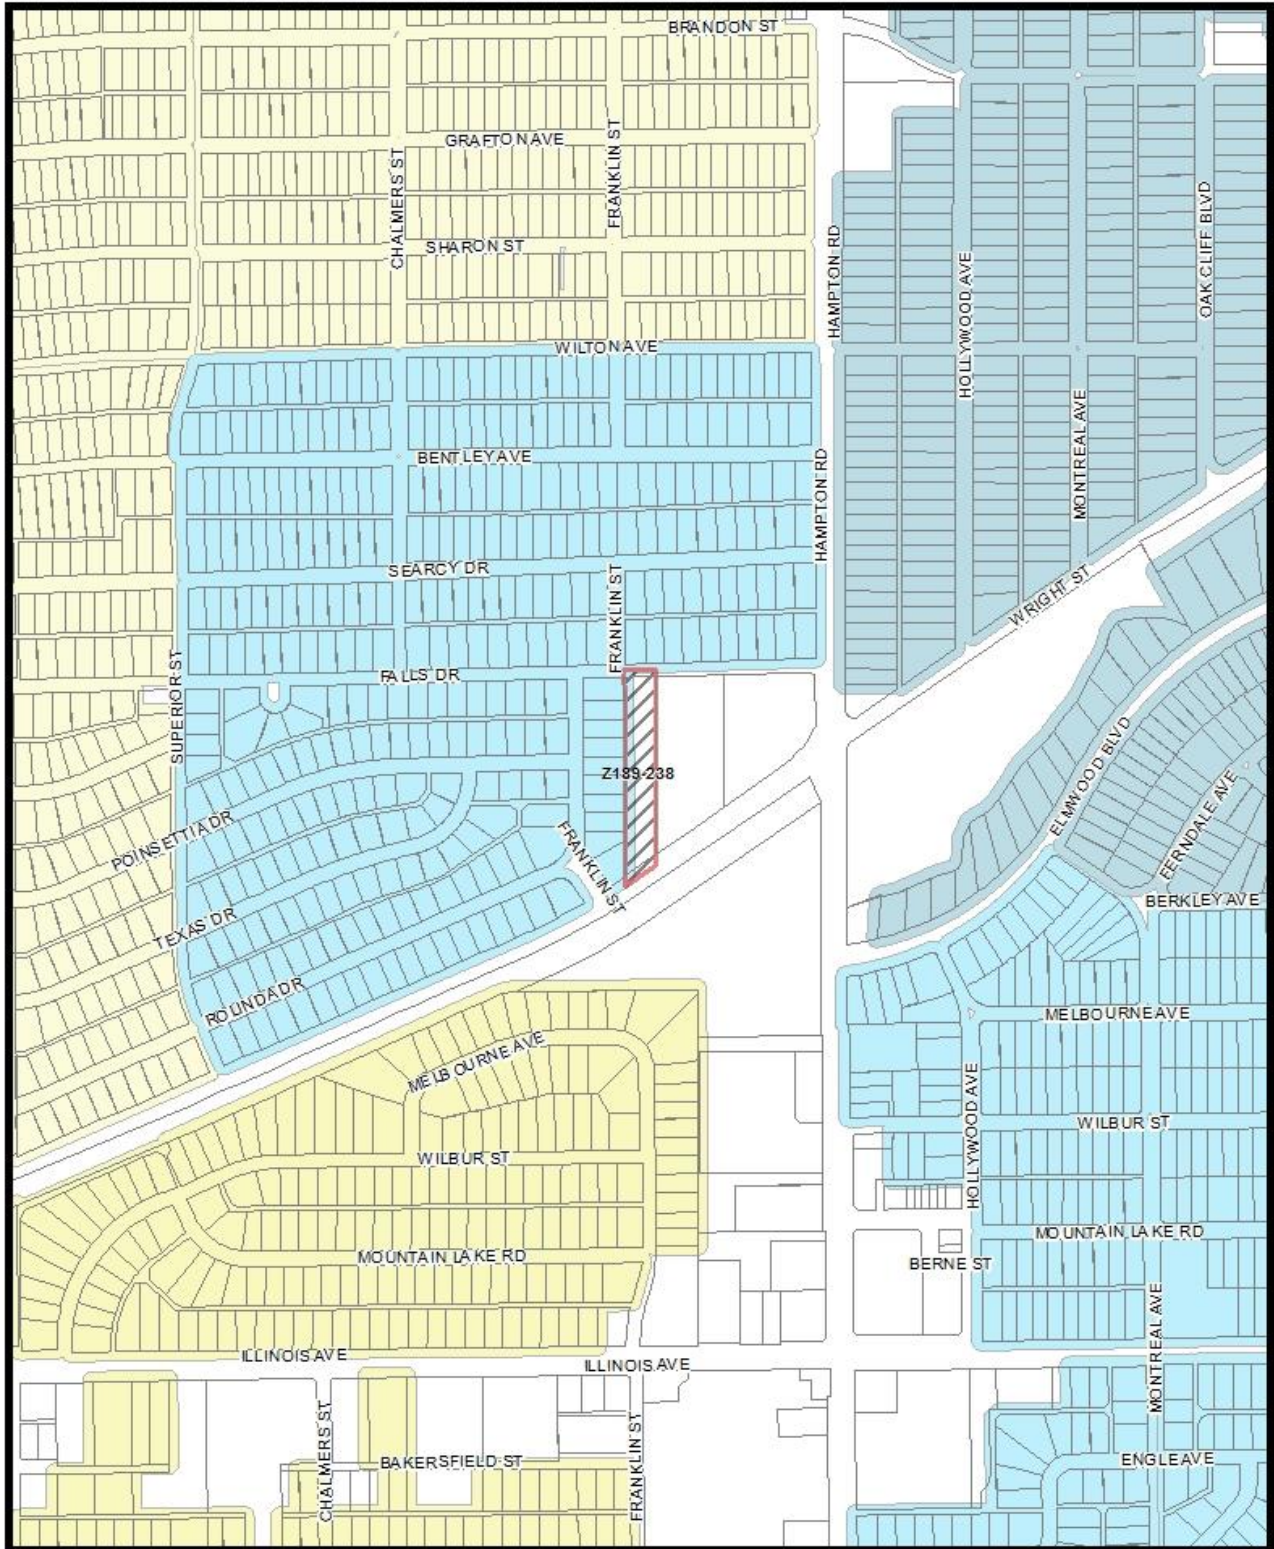 BRANDON ST
GRAFTON AVE
FRANKLIN ST
CHALMERS ST
SHARON ST
OAK CLIFF BLVD
HAMPTON RD
HOLLYWOOD AVE
WILTON AVE
MONTREAL AVE
BENTLEY AVE
HAMPTON RD
SEARCY DR
FRANKLIN ST
WRIGHT ST
FALLS DR
SUPERIOR ST
Z189-238
ELMWOOD BLVD
FERNDALE AVE
POINSETTIA DR
FRANKLIN ST
BERKLEY AVE
TEXAS DR
ROUNDA DR
MELBOURNE AVE
MELBOURNE AVE
HOLLYWOOD AVE
WILBUR ST
WILBUR ST
MOUNTAIN LAKE RD
MOUNTAIN LAKE RD
BERNE ST
MONTREAL AVE
ILLINOIS AVE
ILLINOIS AVE
CHALMERS ST
FRANKLIN ST
BAKERSFIELD ST
ENGLE AVE